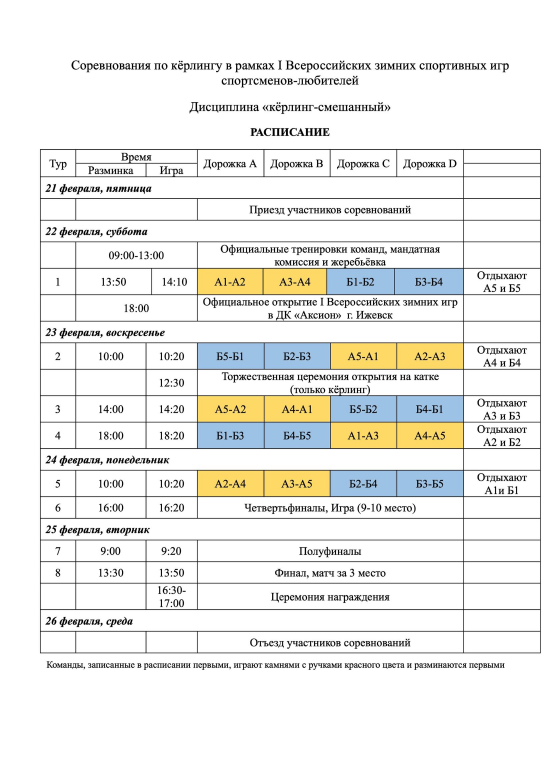 Соревнования по кёрлингу в рамках I Всероссийских зимних спортивных игр
спортсменов-любителей
Дисциплина «кёрлинг-смешанный»
РАСПИСАНИЕ
Тур Время Дорожка A Дорожка B Дорожка C Дорожка D
Разминка Игра
21 февраля, пятница
Приезд участников соревнований
22 февраля, суббота
09:00-13:00 Официальные тренировки команд, мандатная
комиссия и жеребьёвка
1 13:50 14:10 А1-А2 А3-А4 Б1-Б2 Б3-Б4 Отдыхают
А5 и Б5
18:00 Официальное открытие I Всероссийских зимних игр
в ДК «Аксион» г. Ижевск
23 февраля, воскресенье
2 10:00 10:20 Б5-Б1 Б2-Б3 А5-А1 А2-А3 Отдыхают
А4 и Б4
12:30 Торжественная церемония открытия на катке
(только кёрлинг)
3 14:00 14:20 А5-А2 А4-А1 Б5-Б2 Б4-Б1 Отдыхают
А3 и Б3
4 18:00 18:20 Б1-Б3 Б4-Б5 А1-А3 А4-А5 Отдыхают
А2 и Б2
24 февраля, понедельник
5 10:00 10:20 А2-А4 А3-А5 Б2-Б4 Б3-Б5 Отдыхают
А1и Б1
6 16:00 16:20 Четвертьфиналы, Игра (9-10 место)
25 февраля, вторник
7 9:00 9:20 Полуфиналы
8 13:30 13:50 Финал, матч за 3 место
16:30-
17:00 Церемония награждения
26 февраля, среда
Отъезд участников соревнований
Команды, записанные в расписании первыми, играют камнями с ручками красного цвета и разминаются первыми